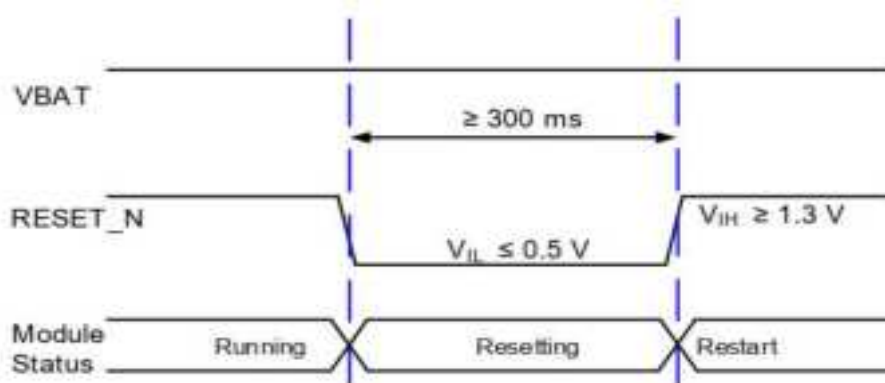 VBAT
≥ 300 ms
RESET_N
VIH ≥ 1.3 V
VIL ≤ 0.5 V
Module
Status
Running
Resetting
Restart